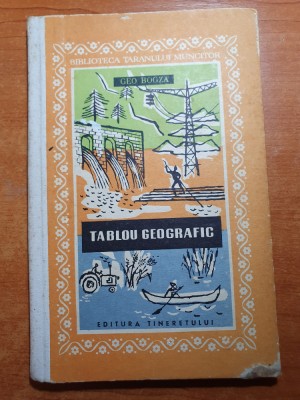 BIBLIOTECA ȚĂRANULUI MUNCITOR
GEO BOGZA
TABLOU GEOGRAFIC
EDITURA TINERETULUI